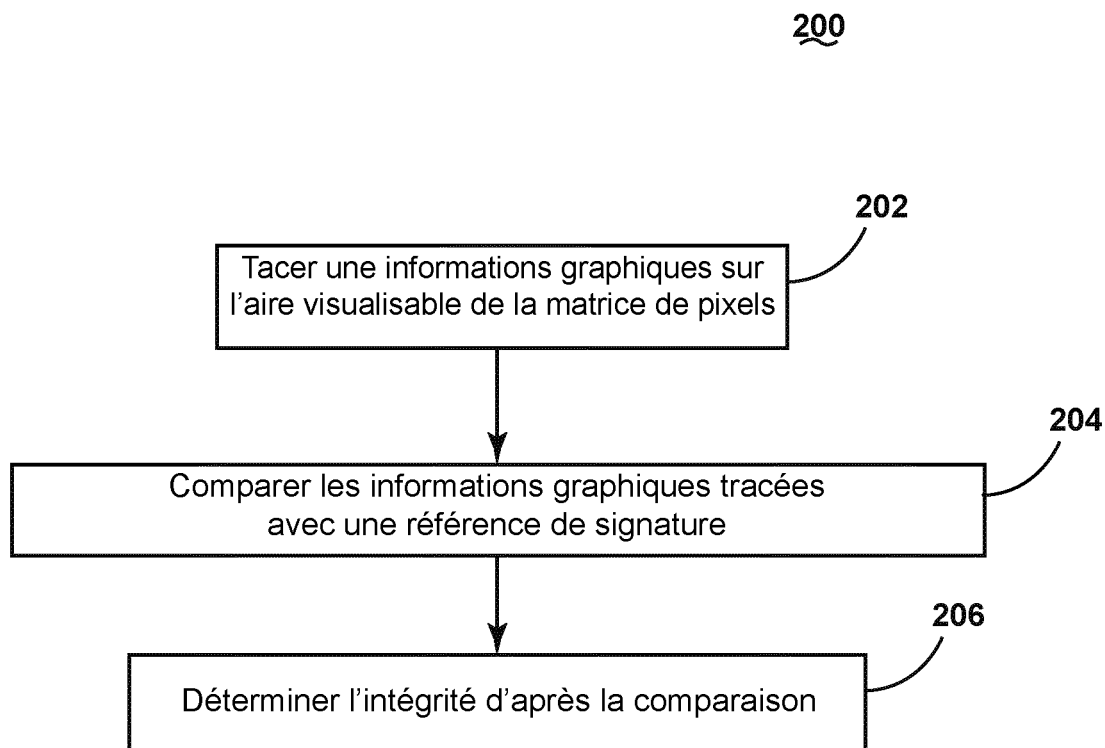 200
202
Tacer une informations graphiques sur
l'aire visualisable de la matrice de pixels
204
Comparer les informations graphiques tracées
avec une référence de signature
206
Déterminer l'intégrité d'après la comparaison